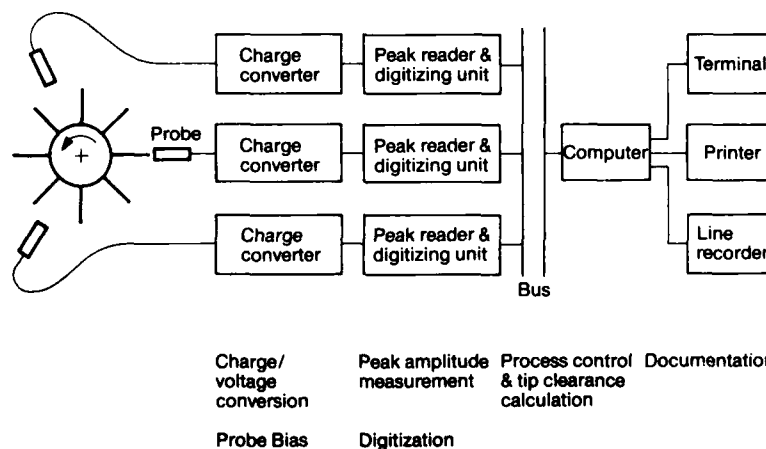 Charge
converter
Peak reader &
digitizing unit
Terminal
Probe
Charge
converter
Peak reader &
digitizing unit
Computer
Printer
Charge
converter
Peak reader &
digitizing unit
Line
recorder
Bus
Charge/
voltage
conversion
Peak amplitude
measurement
Process control
& tip clearance
calculation
Documentation
Probe Bias
Digitization